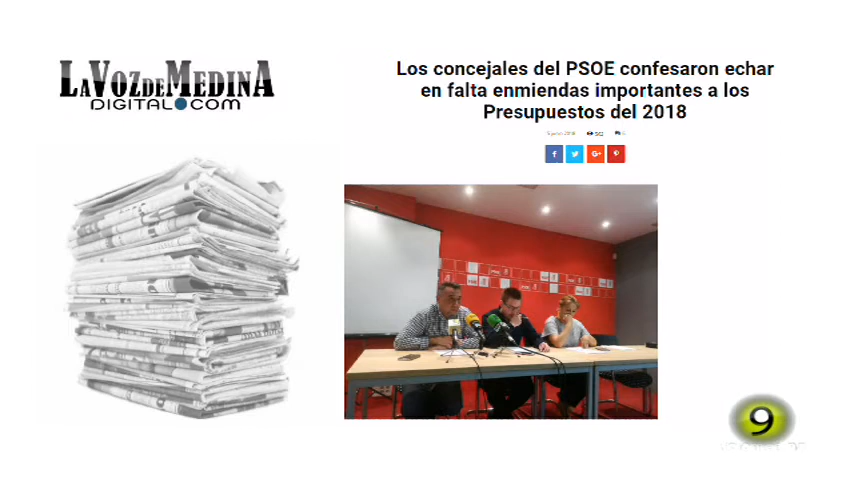 LAVOZDEMEDINA
DIGITAL.COM
Los concejales del PSOE confesaron echar
en falta enmiendas importantes a los
Presupuestos del 2018
9